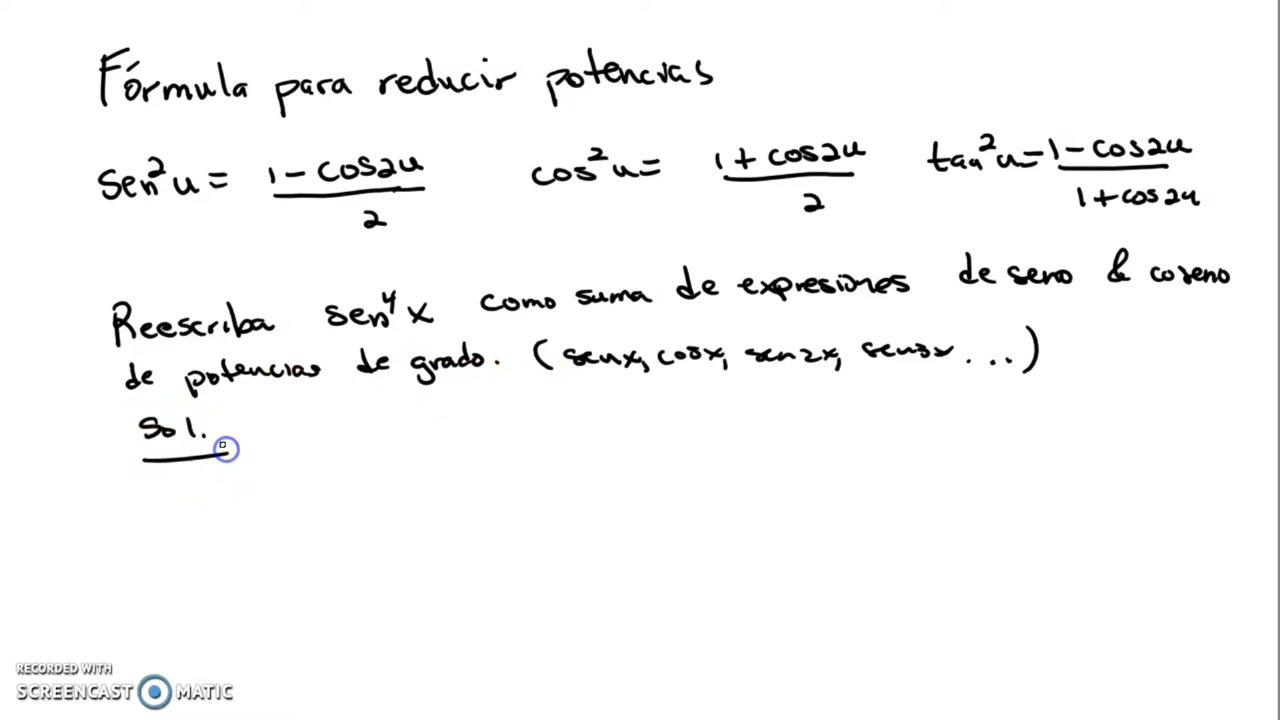 Fórmula para reducir potencias
sen²u = 1 - cos2u / 2 cos²u = 1 + cos2u / 2 tan²u = 1 - cos2u / 1 + cos2u
Reescriba sen⁴x como suma de expresiones de seno & coseno
de potencias de grado. (senx, cosx, sen2x, sen3x ...)
Sol.
RECORDED WITH
SCREENCAST MATIC